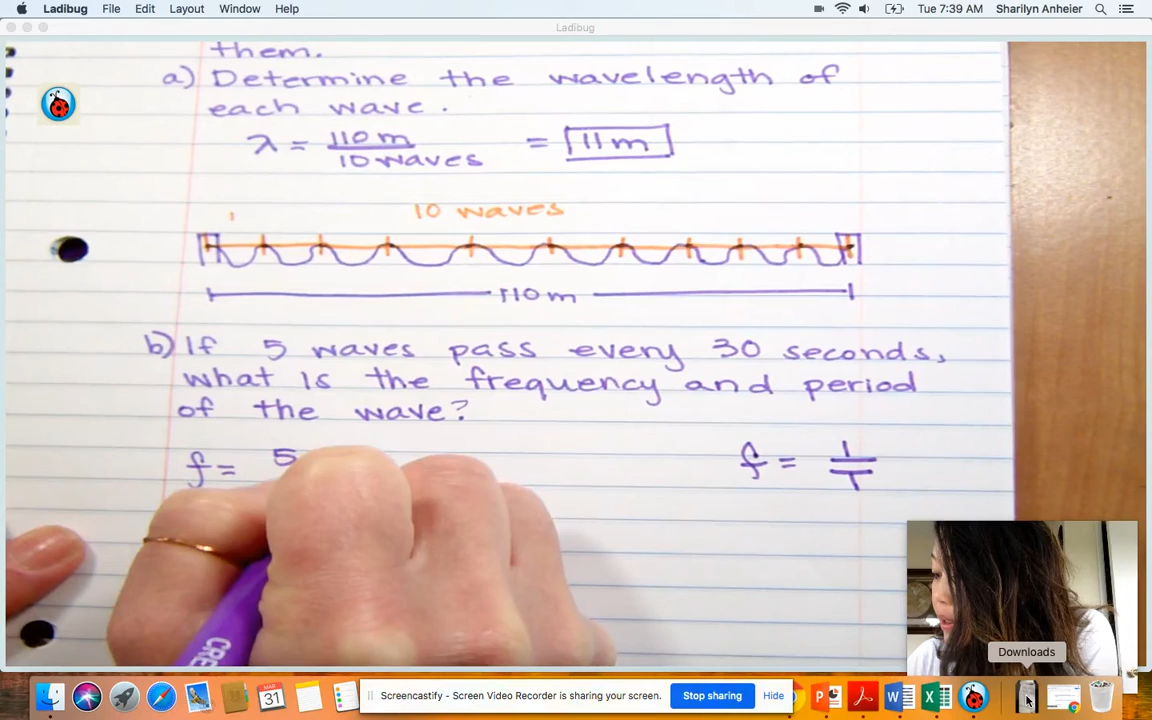 Ladibug File Edit Layout Window Help Tue 7:39 AM Sharilyn Anheier
Ladibug
them.
a) Determine the wavelength of
each wave.
λ = 110 m / 10 waves = 11 m
10 waves
110 m
b) If 5 waves pass every 30 seconds,
what is the frequency and period
of the wave?
f = 5
f = 1 / T
CRE
Downloads
MAR
31
Screencastify - Screen Video Recorder is sharing your screen. Stop sharing Hide
P W X